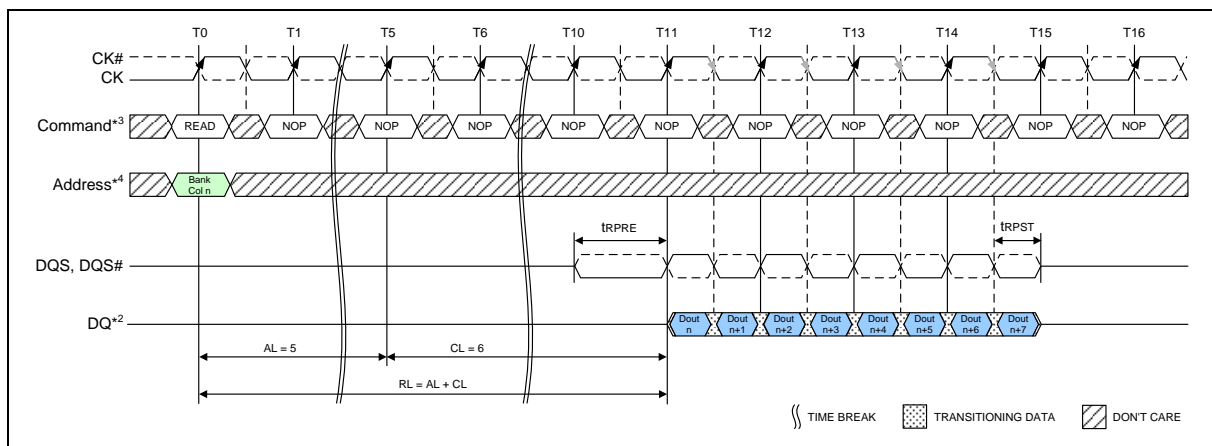 T0 T1 T5 T6 T10 T11 T12 T13 T14 T15 T16
CK#
CK
Command*3 READ NOP NOP NOP NOP NOP NOP NOP NOP NOP NOP
Address*4 Bank Col n
tRPRE tRPST
DQS, DQS#
DQ*2 Dout n Dout n+1 Dout n+2 Dout n+3 Dout n+4 Dout n+5 Dout n+6 Dout n+7
AL = 5 CL = 6
RL = AL + CL
TIME BREAK TRANSITIONING DATA DON'T CARE